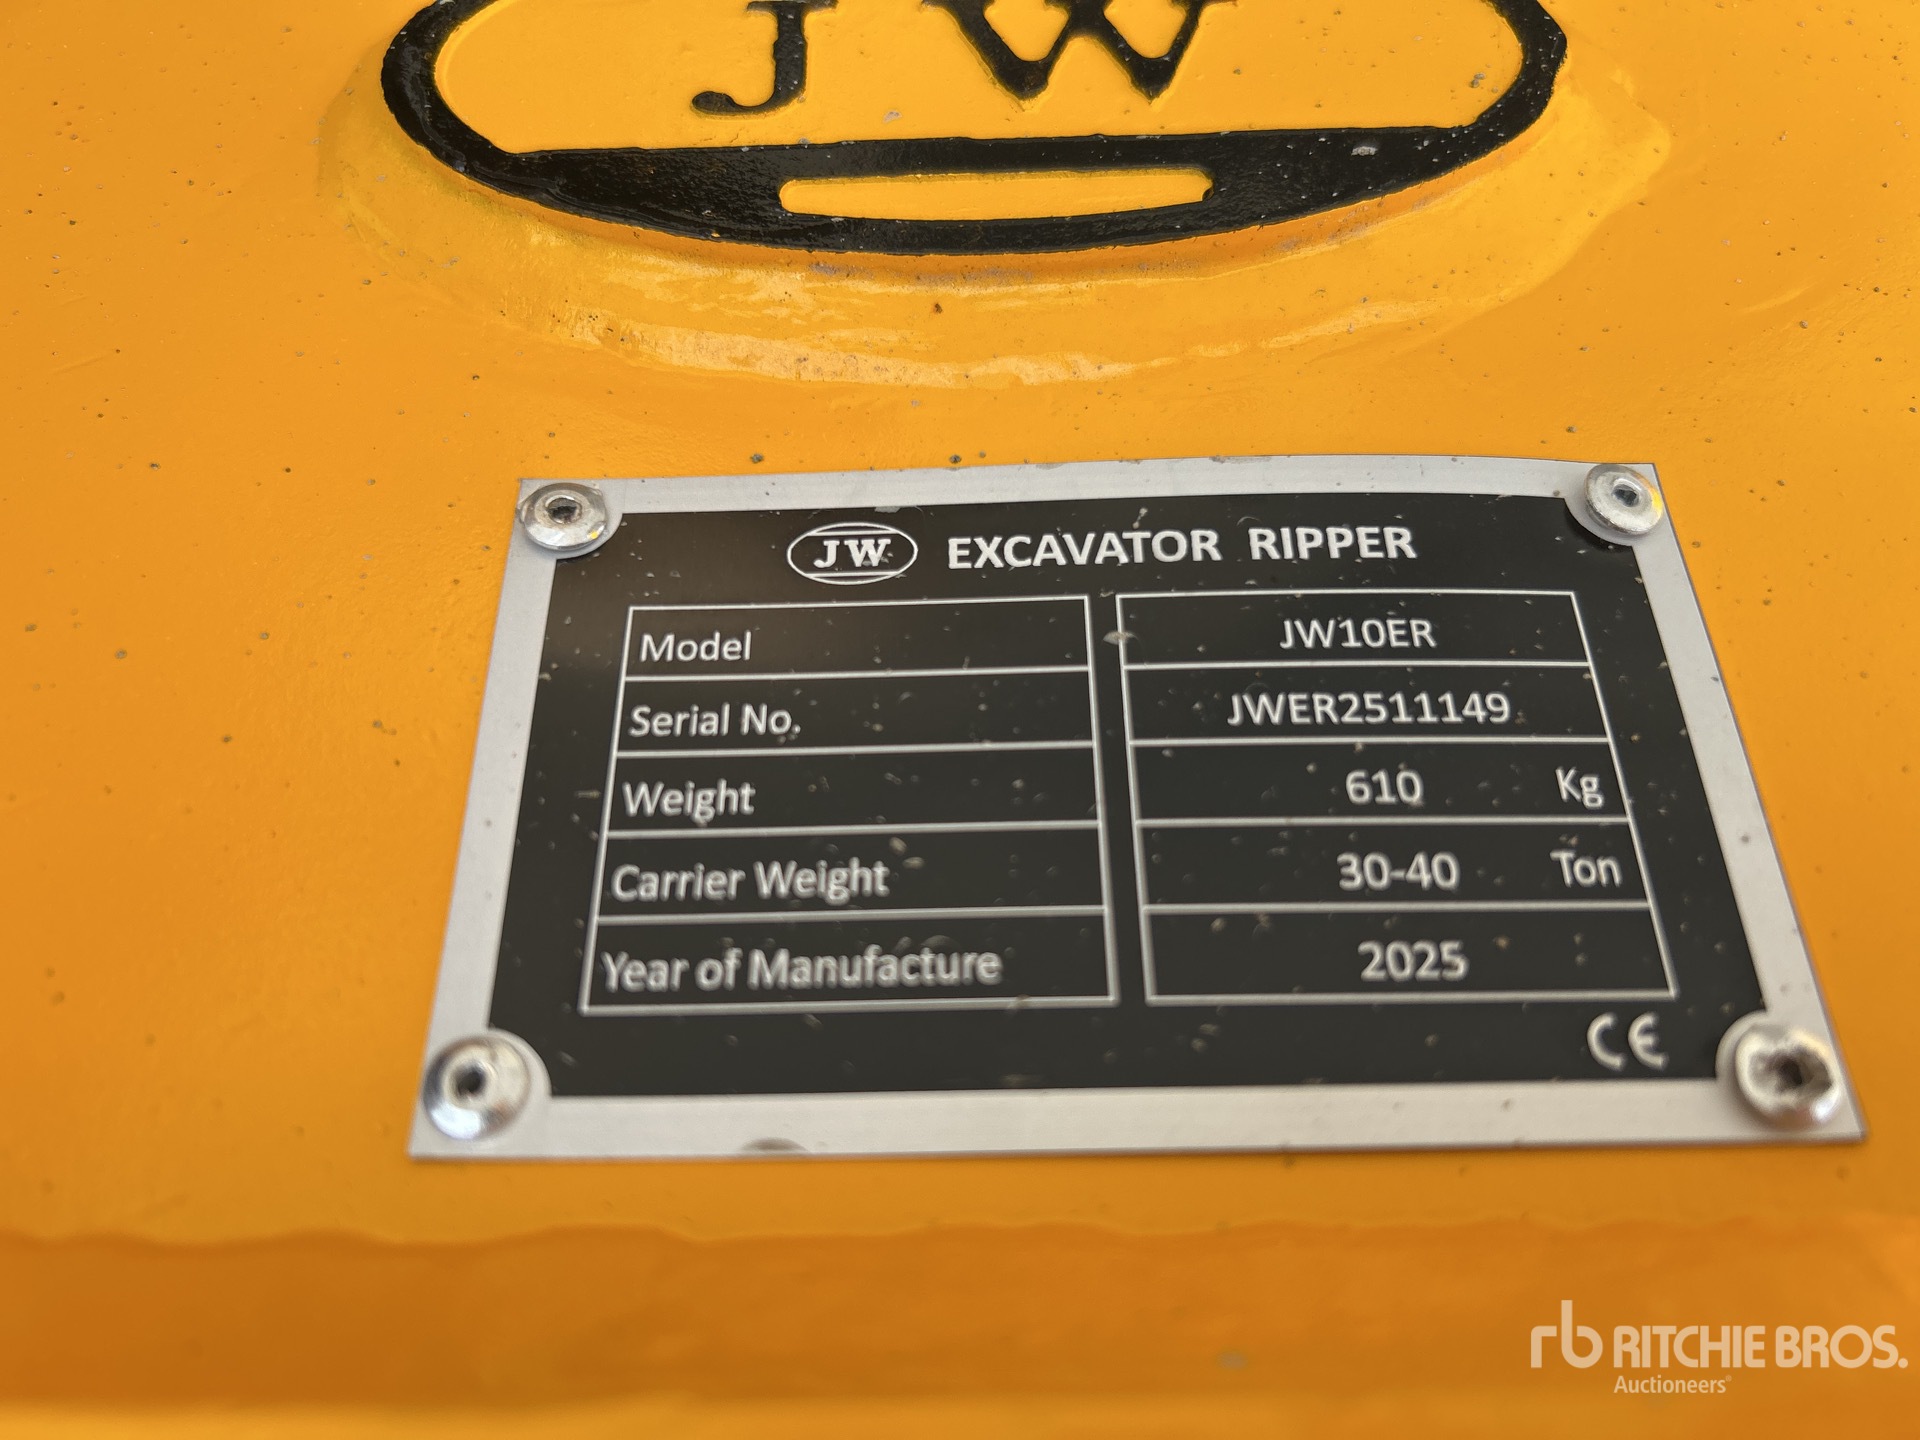 JW
JW EXCAVATOR RIPPER
Model JW10ER
Serial No. JWER2511149
Weight 610 Kg
Carrier Weight 30-40 Ton
Year of Manufacture 2025
CE
rb RITCHIE BROS.
Auctioneers